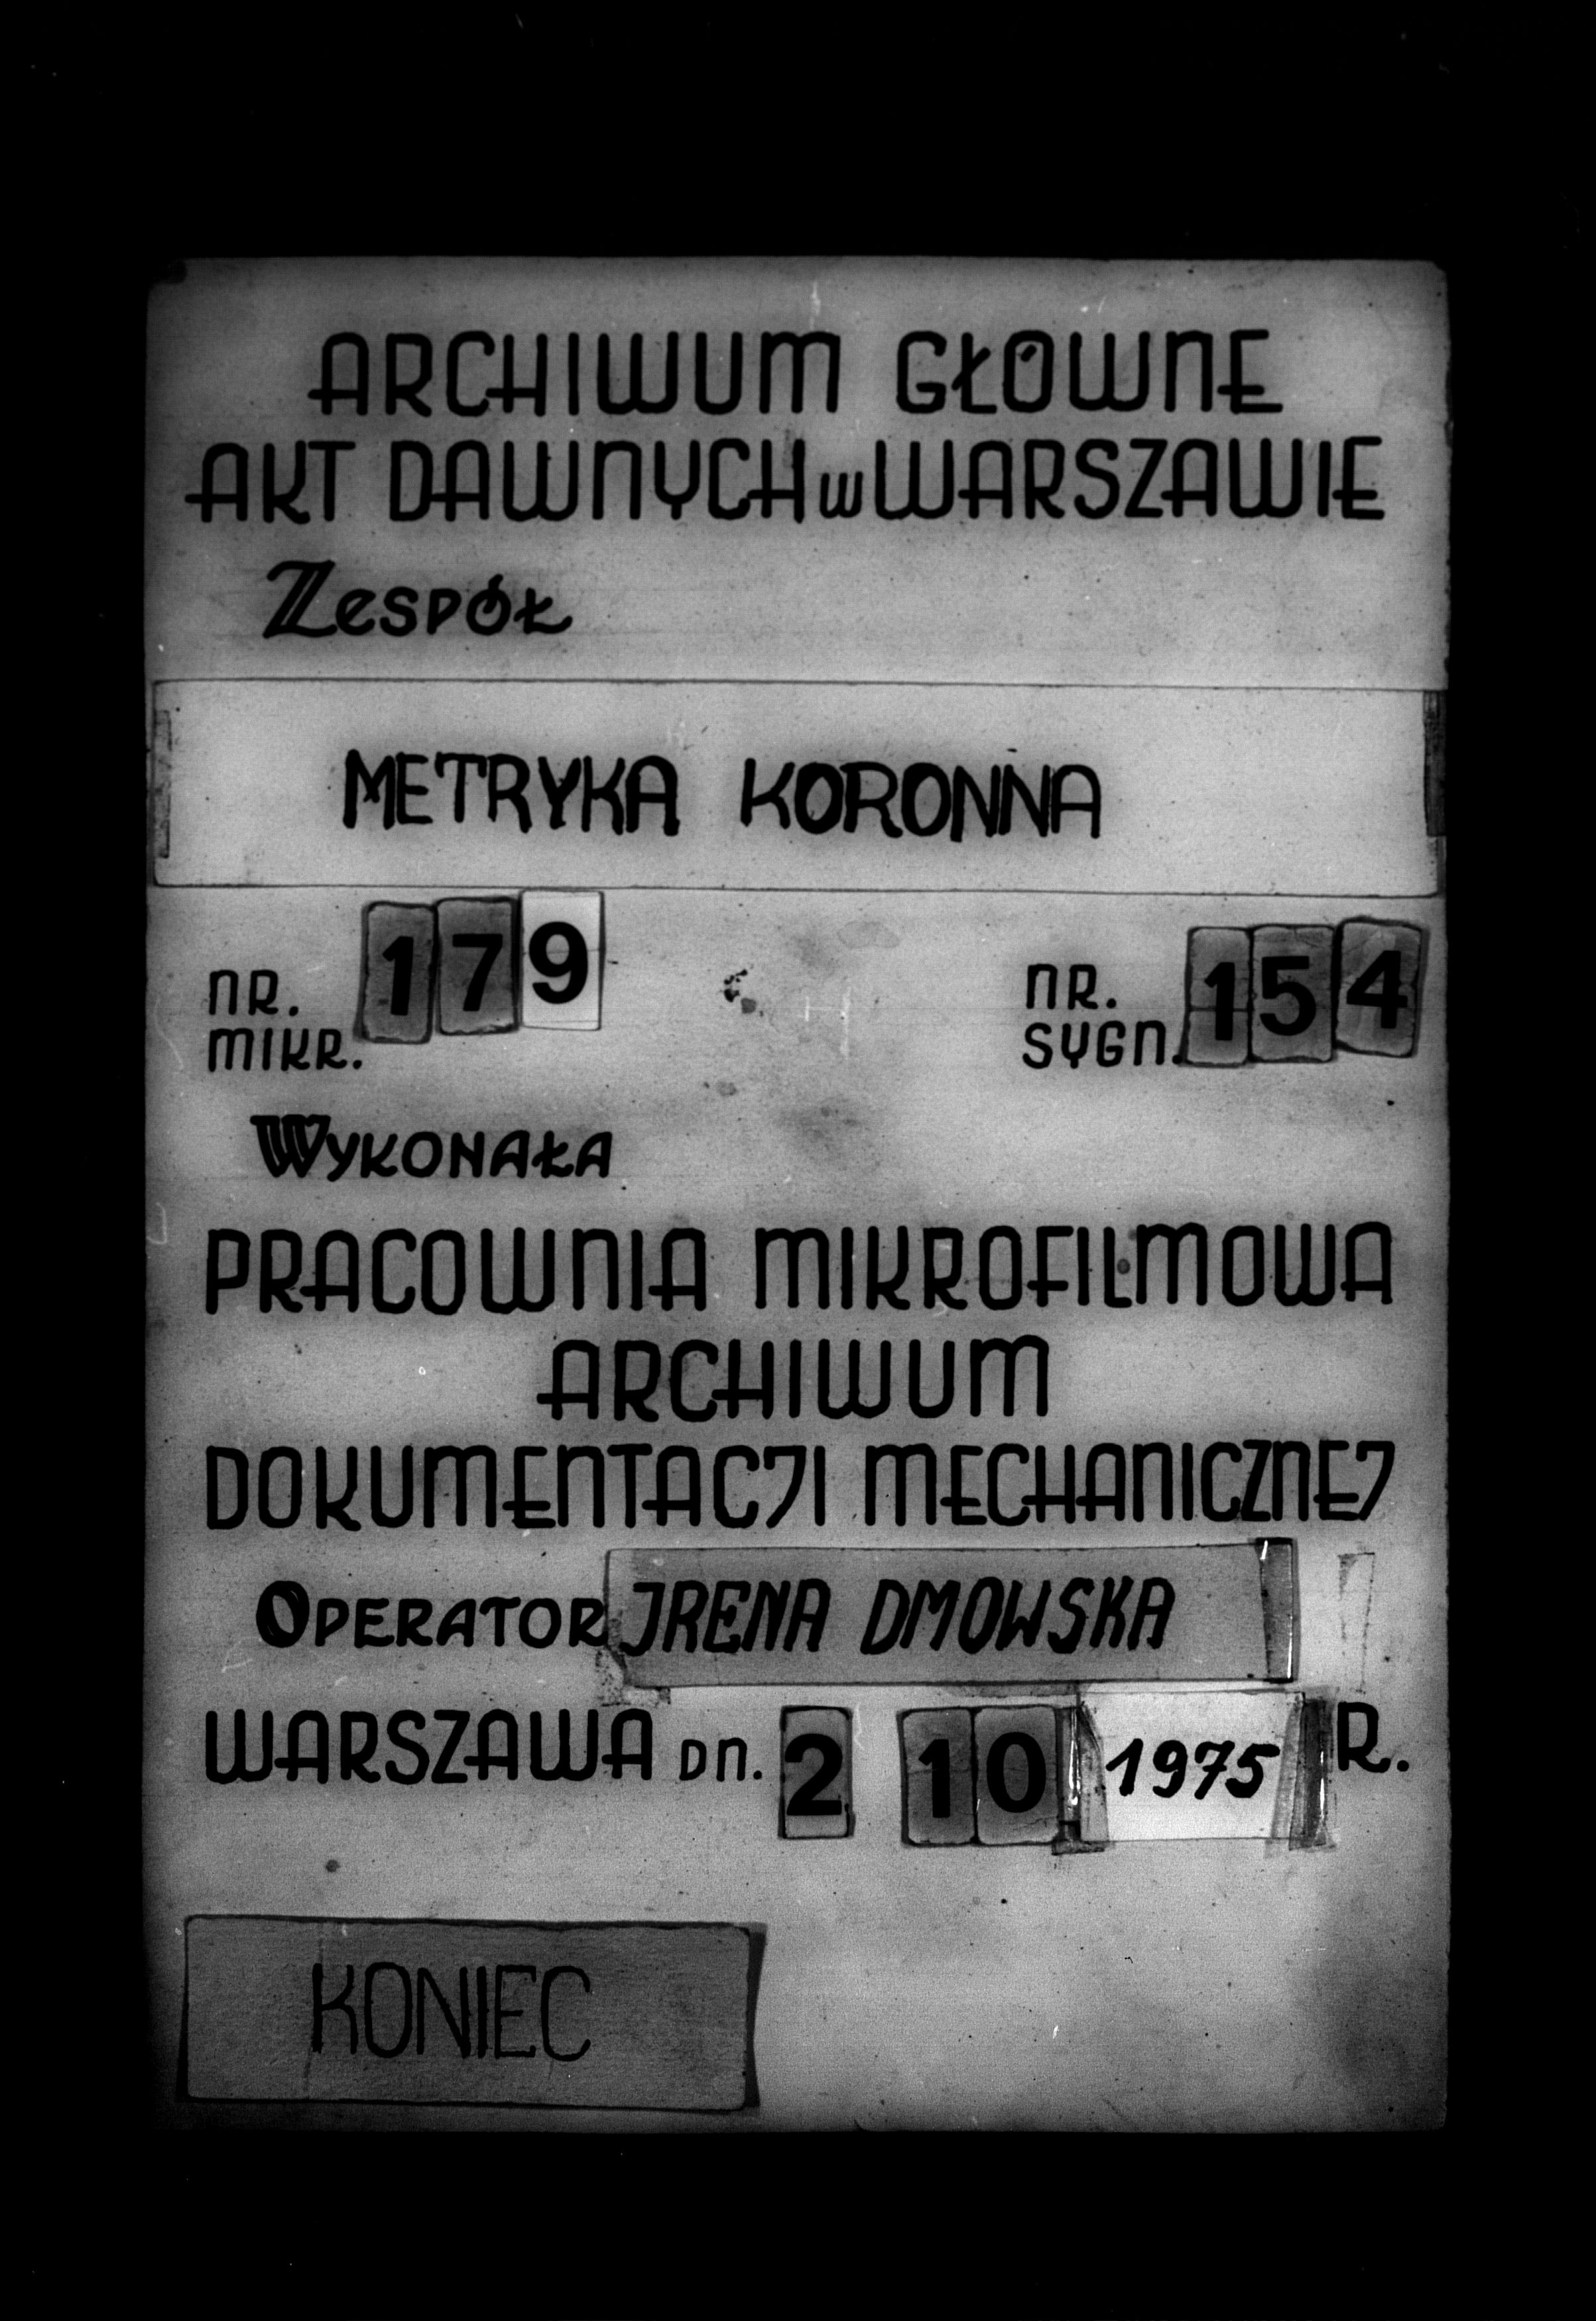 ARCHIWUM GŁÓWNE
AKT DAWNYCH w WARSZAWIE
Zespół
METRYKA KORONNA
NR. MIKR. 179
NR. SYGN. 154
WYKONAŁA
PRACOWNIA MIKROFILMOWA
ARCHIWUM
DOKUMENTACJI MECHANICZNEJ
OPERATOR IRENA DMOWSKA
WARSZAWA DN. 2 10 1975 R.
KONIEC